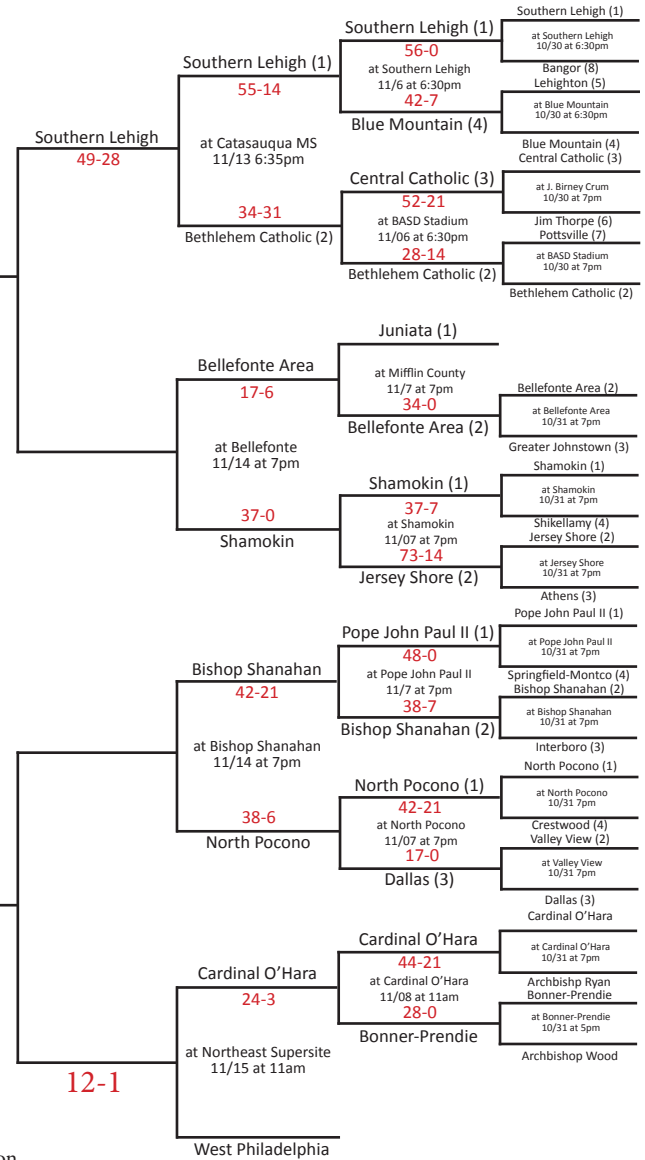 Southern Lehigh (1)
at Southern Lehigh
10/30 at 6:30pm
Bangor (8)
Lehighton (5)
at Blue Mountain
10/30 at 6:30pm
Blue Mountain (4)
Central Catholic (3)
at J. Birney Crum
10/30 at 7pm
Jim Thorpe (6)
Pottsville (7)
at BASD Stadium
10/30 at 7pm
Bethlehem Catholic (2)
Southern Lehigh (1)
56-0
at Southern Lehigh
11/6 at 6:30pm
42-7
Blue Mountain (4)
Central Catholic (3)
52-21
at BASD Stadium
11/06 at 6:30pm
28-14
Bethlehem Catholic (2)
Southern Lehigh (1)
55-14
at Catasauqua MS
11/13 6:35pm
34-31
Bethlehem Catholic (2)
Southern Lehigh
49-28
Juniata (1)
at Mifflin County
11/7 at 7pm
34-0
Bellefonte Area (2)
Bellefonte Area (2)
at Bellefonte Area
10/31 at 7pm
Greater Johnstown (3)
Shamokin (1)
at Shamokin
10/31 at 7pm
Shikellamy (4)
Jersey Shore (2)
at Jersey Shore
10/31 at 7pm
Athens (3)
Shamokin (1)
37-7
at Shamokin
11/07 at 7pm
73-14
Jersey Shore (2)
Bellefonte Area
17-6
at Bellefonte
11/14 at 7pm
37-0
Shamokin
Pope John Paul II (1)
at Pope John Paul II
10/31 at 7pm
Springfield-Montco (4)
Bishop Shanahan (2)
at Bishop Shanahan
10/31 at 7pm
Interboro (3)
Pope John Paul II (1)
48-0
at Pope John Paul II
11/7 at 7pm
38-7
Bishop Shanahan (2)
North Pocono (1)
at North Pocono
10/31 7pm
Crestwood (4)
Valley View (2)
at Valley View
10/31 7pm
Dallas (3)
North Pocono (1)
42-21
at North Pocono
11/07 at 7pm
17-0
Dallas (3)
Bishop Shanahan
42-21
at Bishop Shanahan
11/14 at 7pm
38-6
North Pocono
Cardinal O'Hara
at Cardinal O'Hara
10/31 at 7pm
Archbishp Ryan
Bonner-Prendie
at Bonner-Prendie
10/31 at 5pm
Archbishop Wood
Cardinal O'Hara
44-21
at Cardinal O'Hara
11/08 at 11am
28-0
Bonner-Prendie
Cardinal O'Hara
24-3
at Northeast Supersite
11/15 at 11am
West Philadelphia
12-1
on